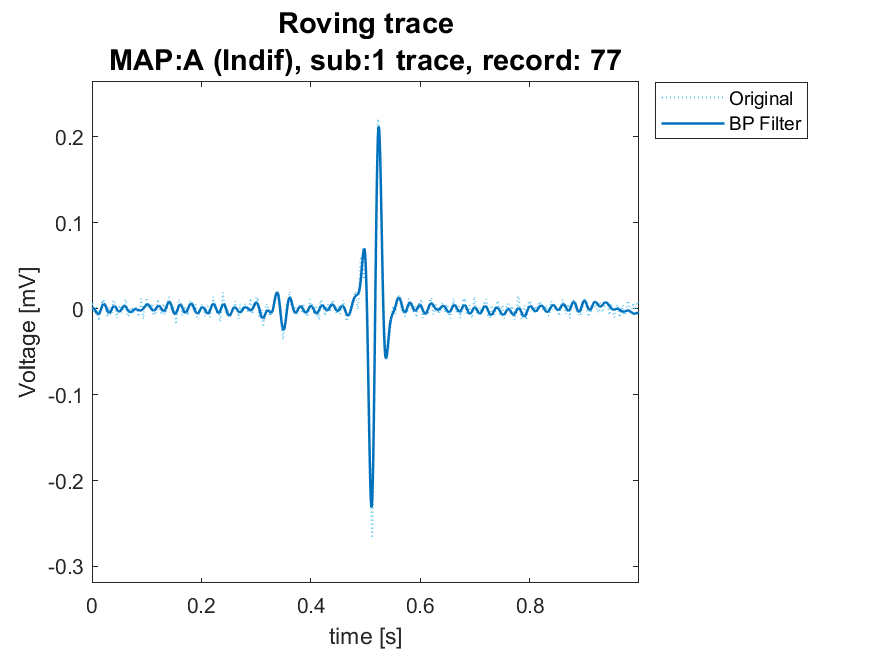 Roving trace
MAP:A (Indif), sub:1 trace, record: 77
Original
BP Filter
0.2
0.1
0
-0.1
-0.2
-0.3
Voltage [mV]
0
0.2
0.4
0.6
0.8
time [s]